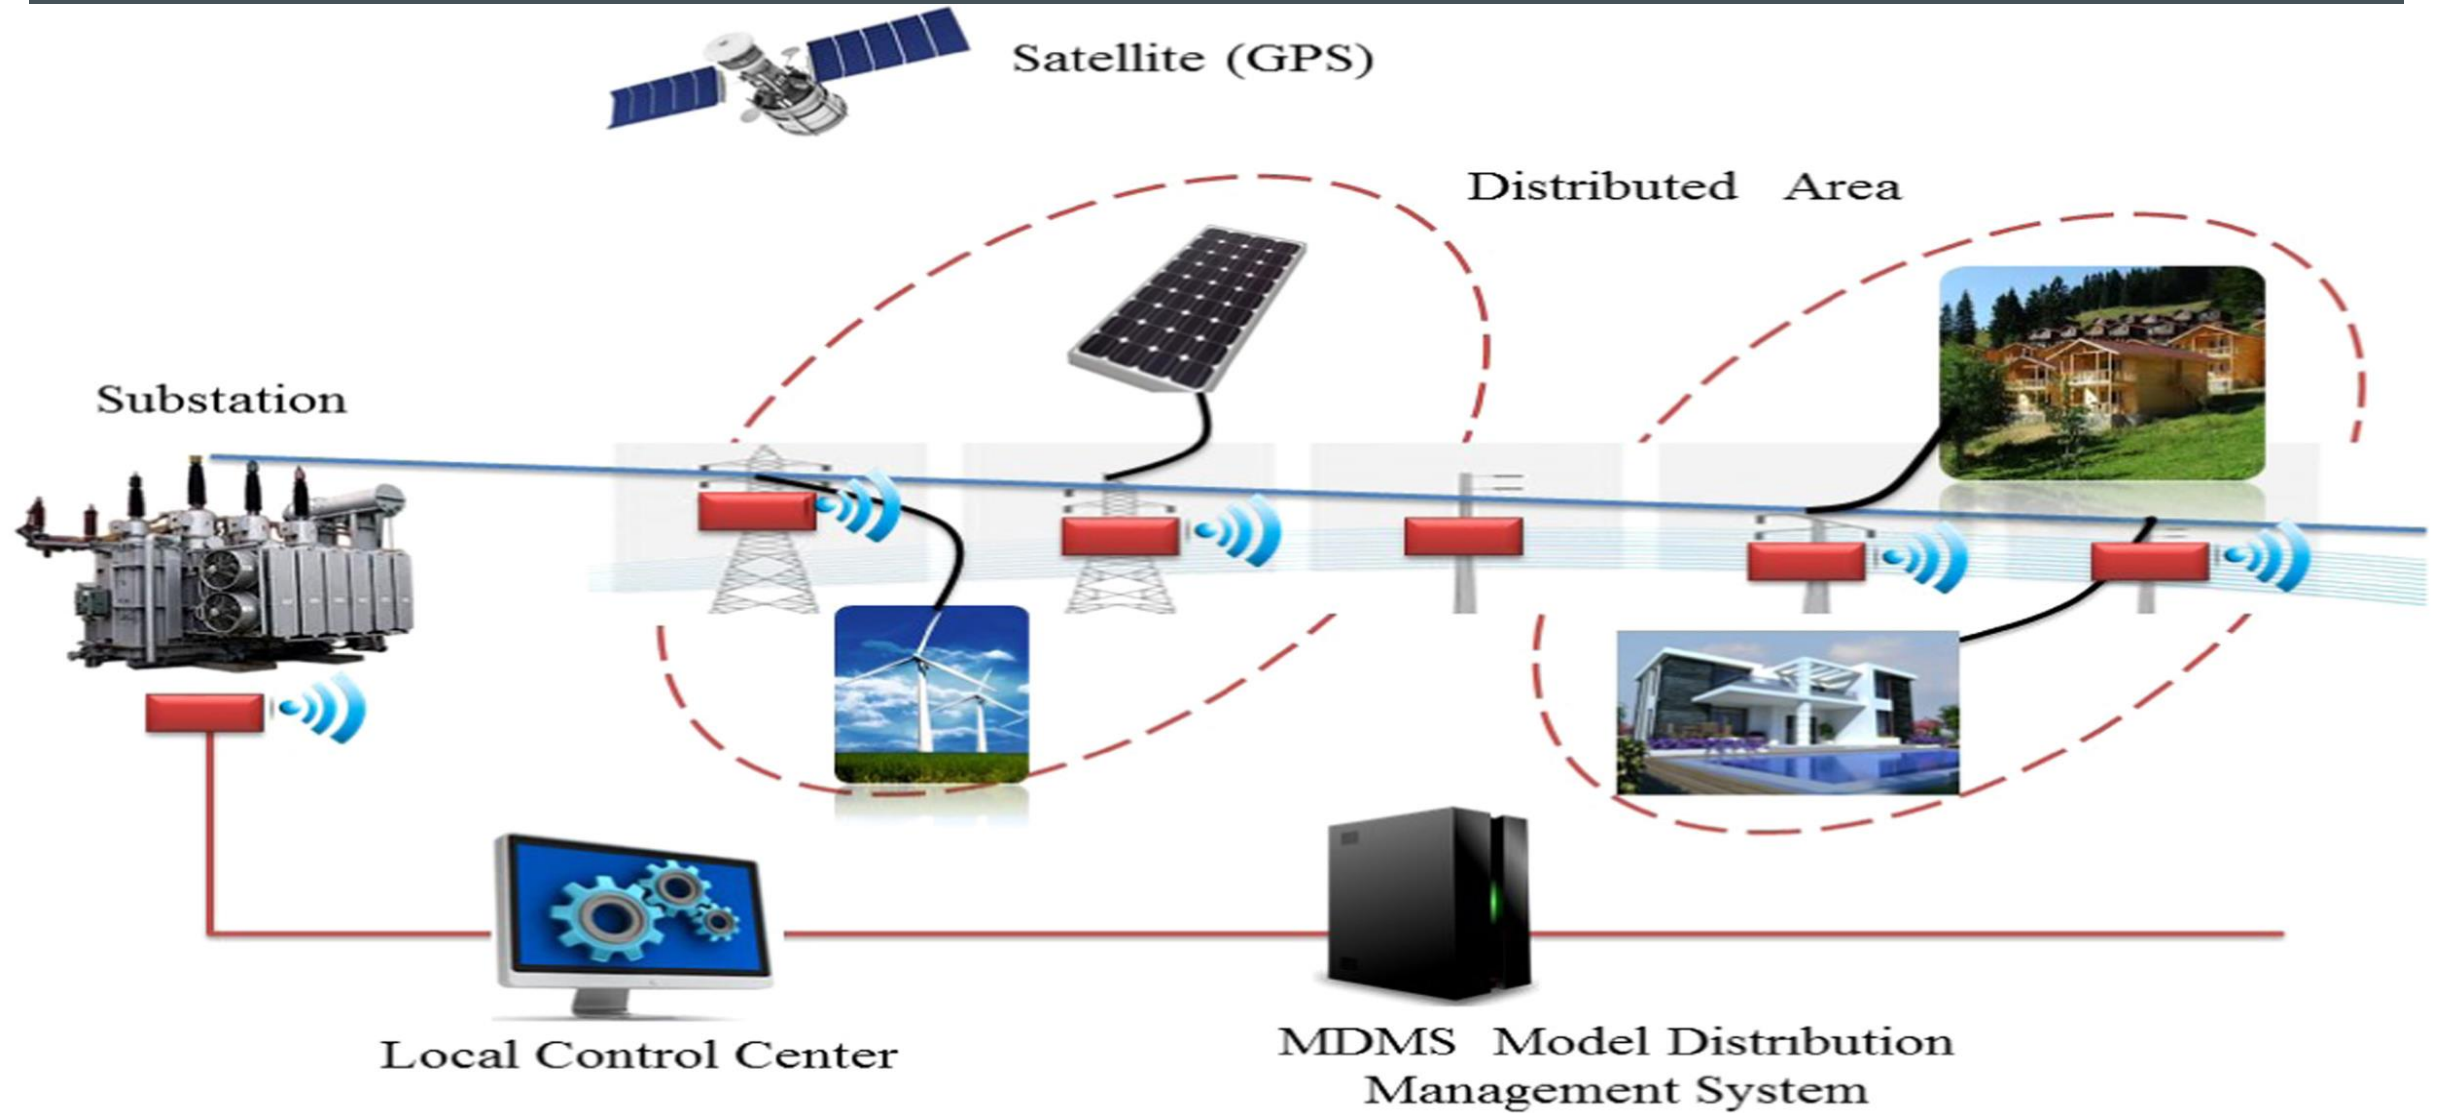 Satellite (GPS)
Distributed Area
Substation
Local Control Center
MDMS Model Distribution
Management System